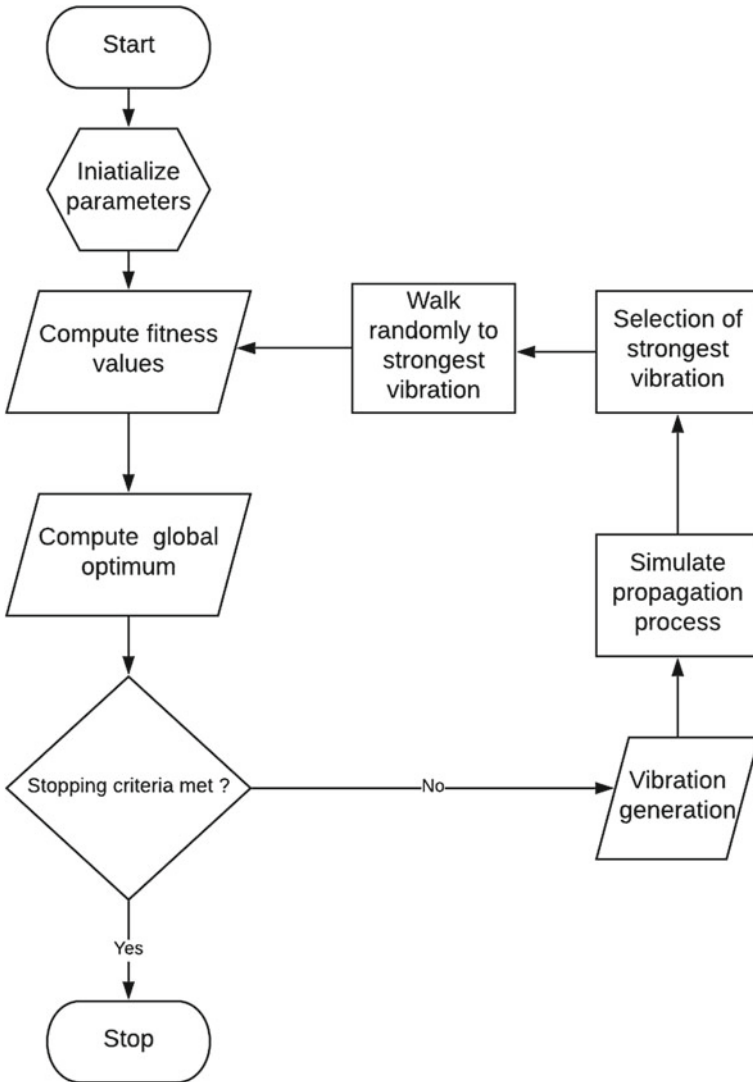 Start
Iniatialize
parameters
Compute fitness
values
Walk
randomly to
strongest
vibration
Selection of
strongest
vibration
Compute global
optimum
Simulate
propagation
process
Stopping criteria met ?
No
Vibration
generation
Yes
Stop